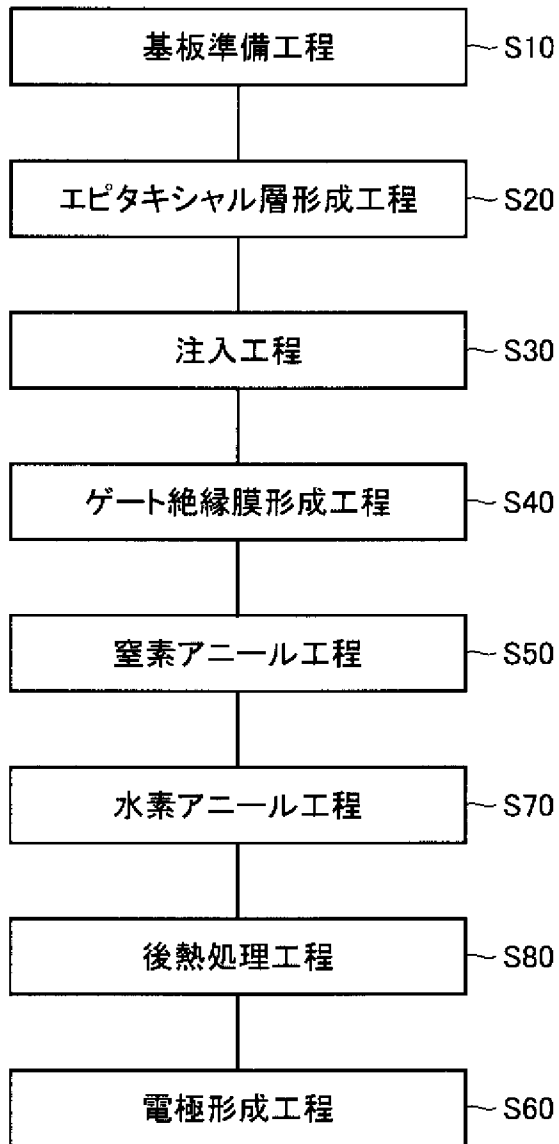 基板準備工程 S10
エピタキシャル層形成工程 S20
注入工程 S30
ゲート絶縁膜形成工程 S40
窒素アニール工程 S50
水素アニール工程 S70
後熱処理工程 S80
電極形成工程 S60